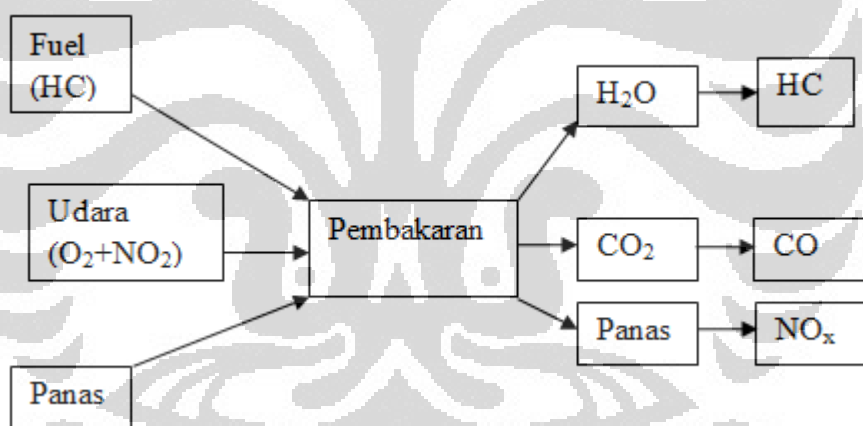 Fuel
(HC)
Udara
(O₂+NO₂)
Panas
Pembakaran
H₂O
HC
CO₂
CO
Panas
NOₓ